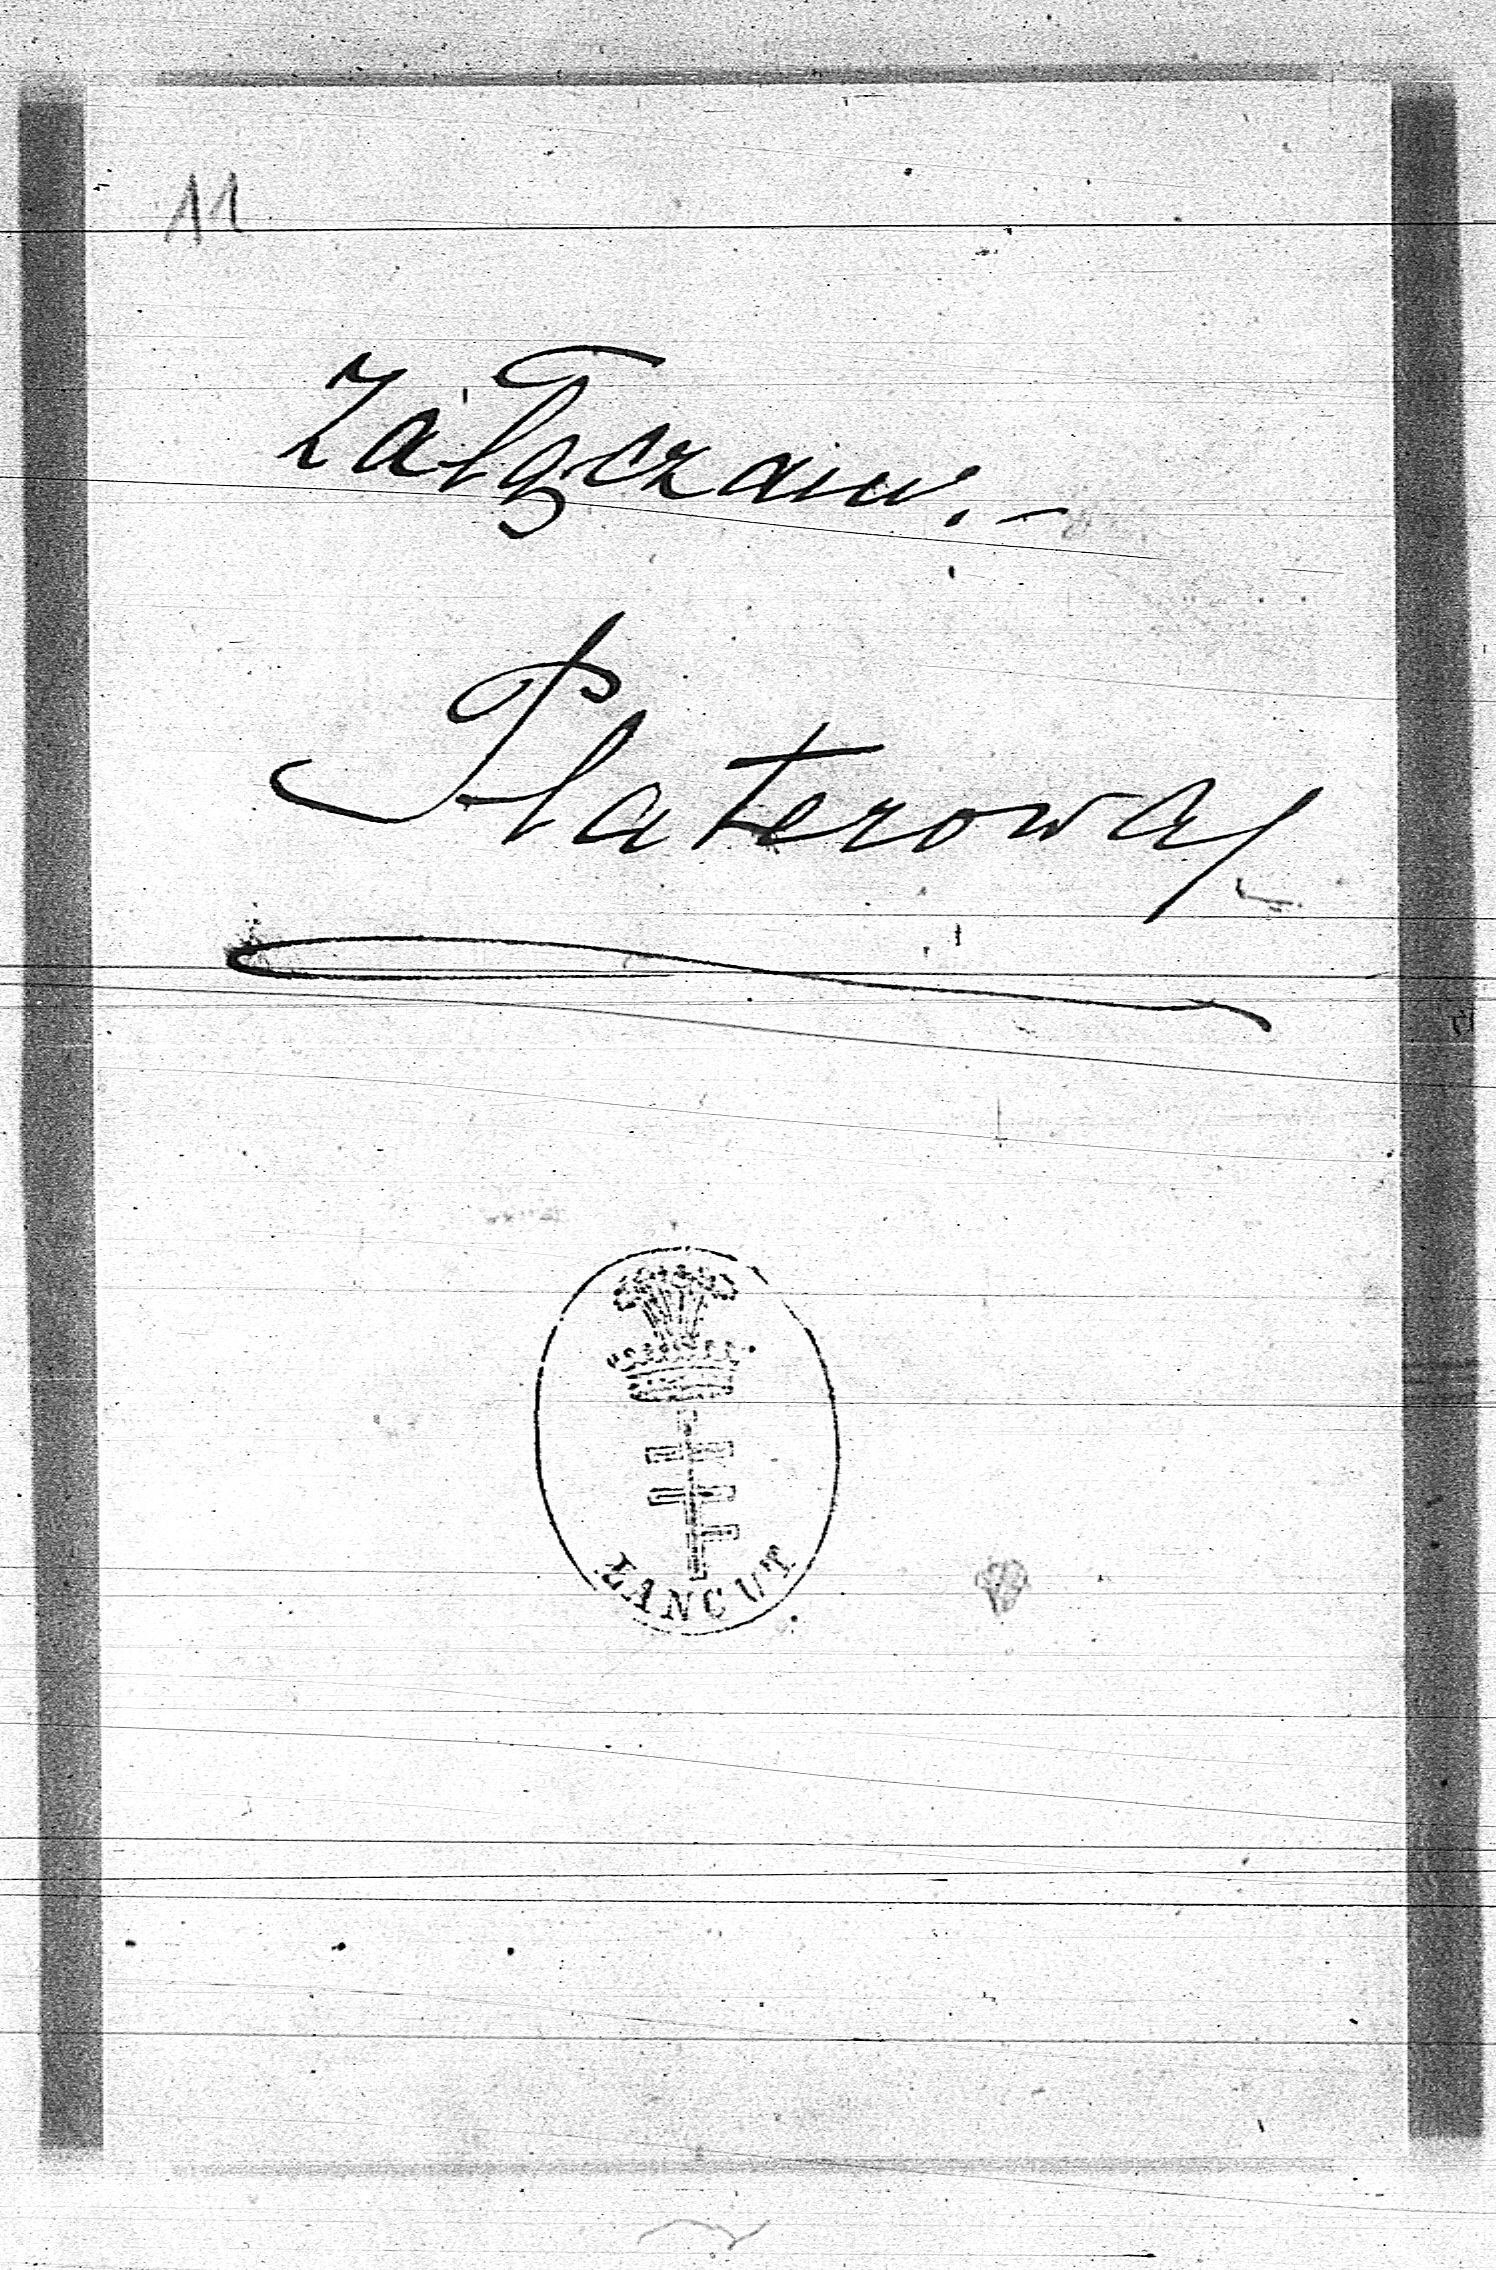 11
Załączam.-
Platerowa
ŁANCUT